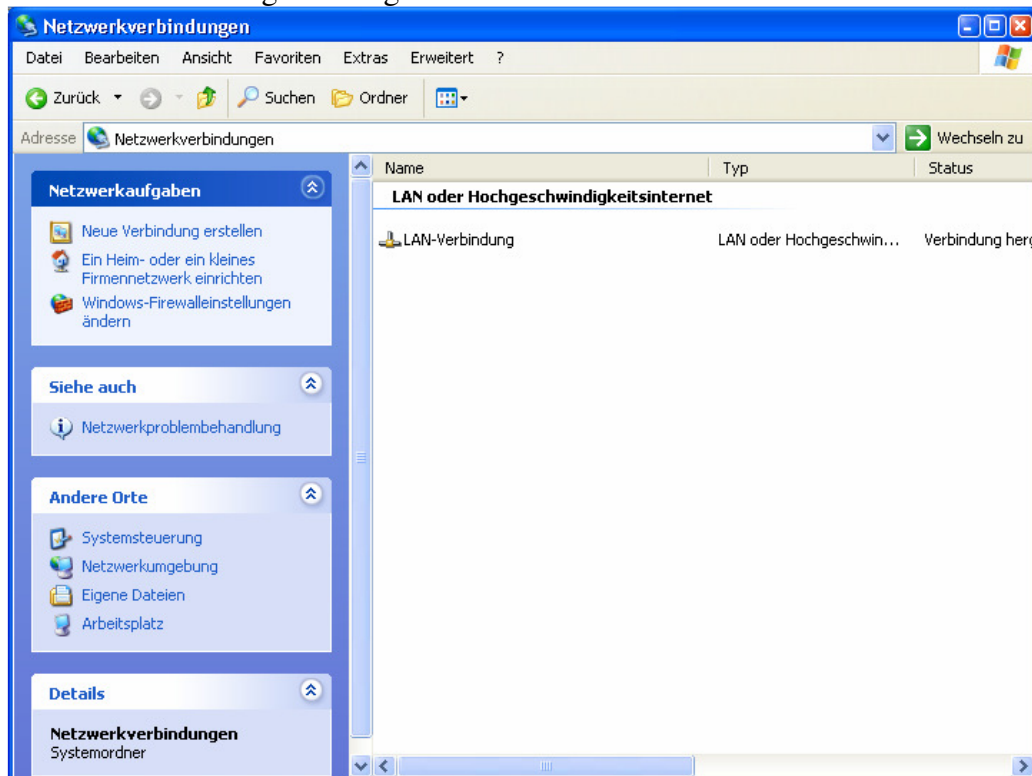 Netzwerkverbindungen
Datei Bearbeiten Ansicht Favoriten Extras Erweitert ?
Zurück Suchen Ordner
Adresse Netzwerkverbindungen Wechseln zu
Netzwerkaufgaben
Neue Verbindung erstellen
Ein Heim- oder ein kleines
Firmennetzwerk einrichten
Windows-Firewalleinstellungen
ändern
Siehe auch
Netzwerkproblembehandlung
Andere Orte
Systemsteuerung
Netzwerkumgebung
Eigene Dateien
Arbeitsplatz
Details
Netzwerkverbindungen
Systemordner
Name Typ Status
LAN oder Hochgeschwindigkeitsinternet
LAN-Verbindung LAN oder Hochgeschwin... Verbindung herg